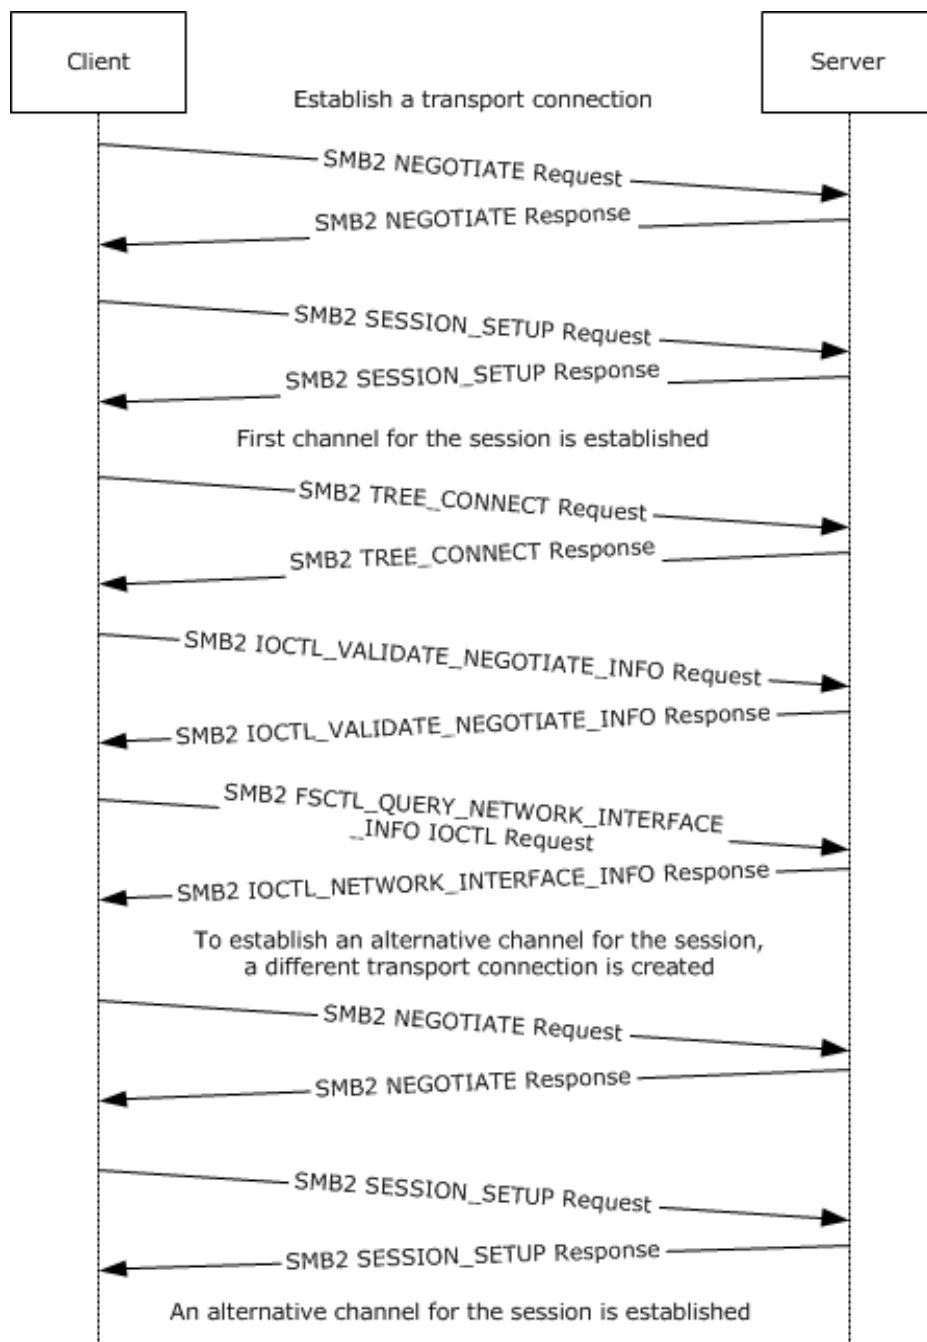 Client
Server
Establish a transport connection
SMB2 NEGOTIATE Request
SMB2 NEGOTIATE Response
SMB2 SESSION_SETUP Request
SMB2 SESSION_SETUP Response
First channel for the session is established
SMB2 TREE_CONNECT Request
SMB2 TREE_CONNECT Response
SMB2 IOCTL_VALIDATE_NEGOTIATE_INFO Request
SMB2 IOCTL_VALIDATE_NEGOTIATE_INFO Response
SMB2 FSCTL_QUERY_NETWORK_INTERFACE
_INFO IOCTL Request
SMB2 IOCTL_NETWORK_INTERFACE_INFO Response
To establish an alternative channel for the session,
a different transport connection is created
SMB2 NEGOTIATE Request
SMB2 NEGOTIATE Response
SMB2 SESSION_SETUP Request
SMB2 SESSION_SETUP Response
An alternative channel for the session is established